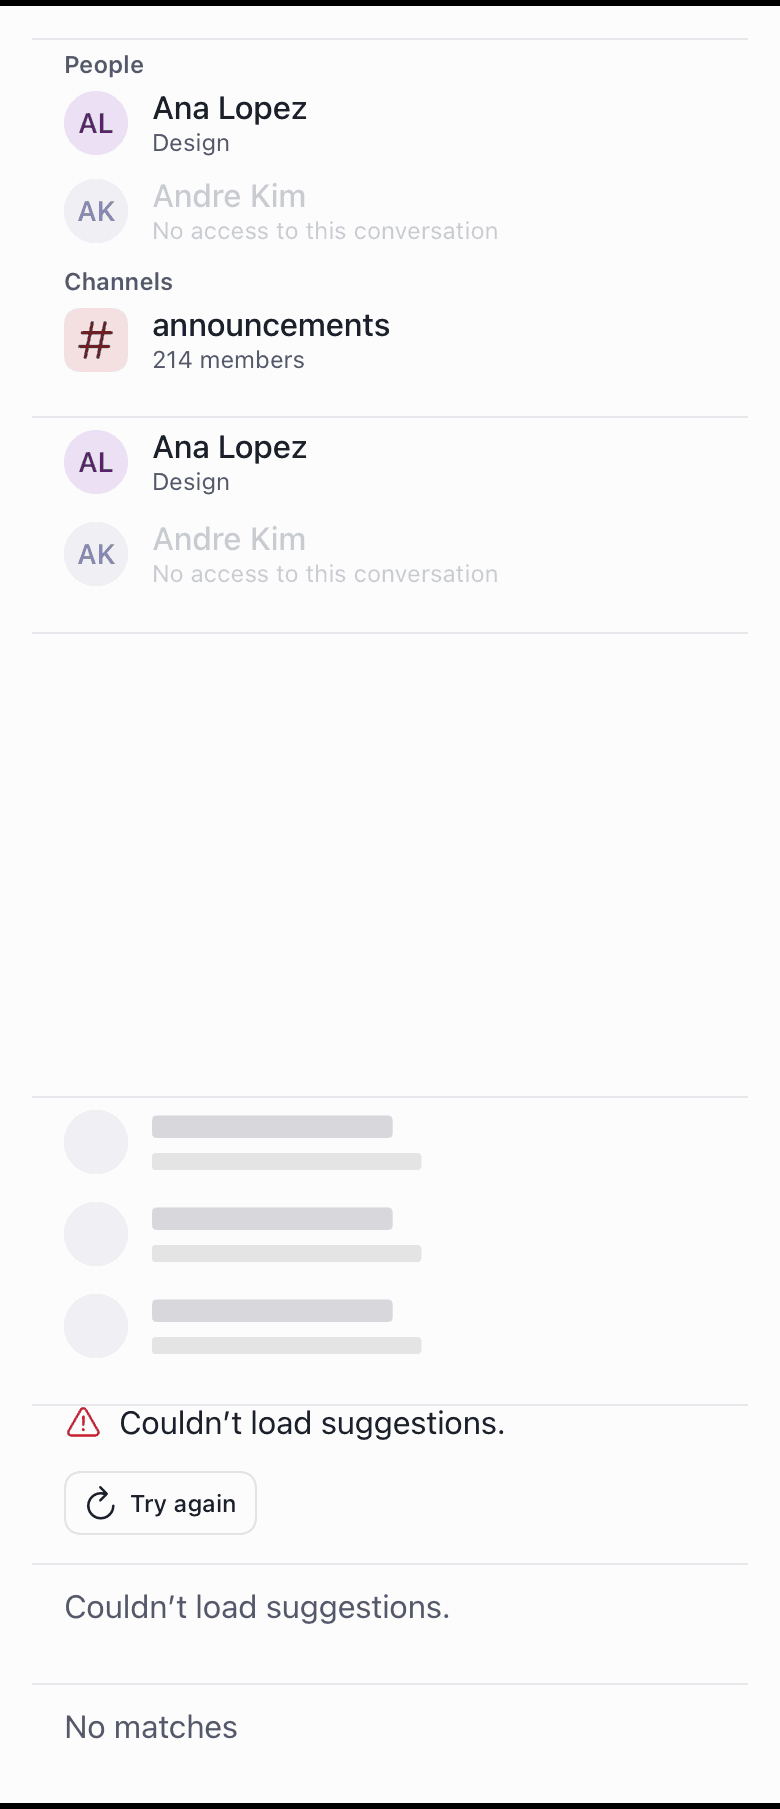 People
AL
Ana Lopez
Design
AK
Andre Kim
No access to this conversation
Channels
#
announcements
214 members
AL
Ana Lopez
Design
AK
Andre Kim
No access to this conversation
Couldn’t load suggestions.
Try again
Couldn’t load suggestions.
No matches